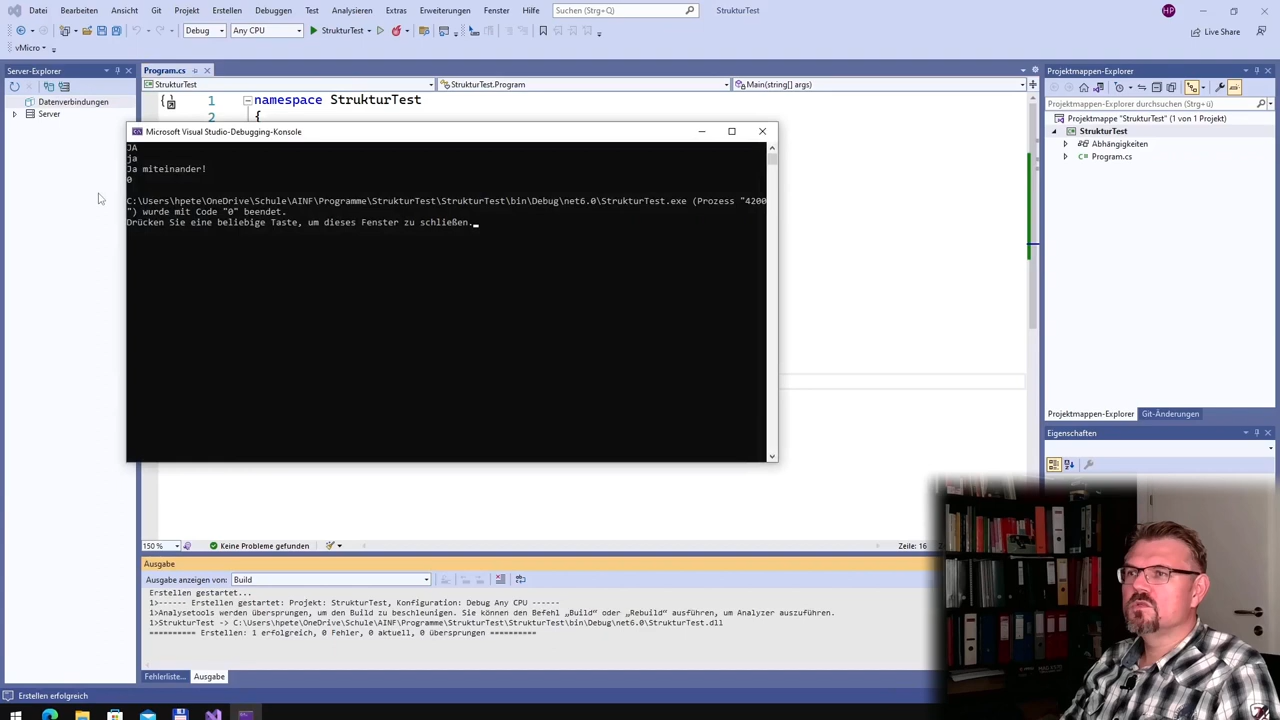 Datei Bearbeiten Ansicht Git Projekt Erstellen Debuggen Test Analysieren Extras Erweiterungen Fenster Hilfe Suchen (Strg+Q) StrukturTest HP
Debug Any CPU StrukturTest Live Share
vMicro
Server-Explorer
Datenverbindungen
Server
Program.cs
StrukturTest StrukturTest.Program Main(string[] args)
1 namespace StrukturTest
2 {
Microsoft Visual Studio-Debugging-Konsole
JA
ja
Ja miteinander!
0
C:\Users\hpete\OneDrive\Schule\AINF\Programme\StrukturTest\StrukturTest\bin\Debug\net6.0\StrukturTest.exe (Prozess "4200
") wurde mit Code "0" beendet.
Drücken Sie eine beliebige Taste, um dieses Fenster zu schließen.
Projektmappen-Explorer
Projektmappen-Explorer durchsuchen (Strg+ü)
Projektmappe "StrukturTest" (1 von 1 Projekt)
StrukturTest
Abhängigkeiten
Program.cs
Projektmappen-Explorer Git-Änderungen
Eigenschaften
150 % Keine Probleme gefunden Zeile: 16
Ausgabe
Ausgabe anzeigen von: Build
Erstellen gestartet...
1>------ Erstellen gestartet: Projekt: StrukturTest, Konfiguration: Debug Any CPU ------
1>Analysetools werden übersprungen, um den Build zu beschleunigen. Sie können den Befehl „Build“ oder „Rebuild“ ausführen, um Analyzer auszuführen.
1>StrukturTest -> C:\Users\hpete\OneDrive\Schule\AINF\Programme\StrukturTest\StrukturTest\bin\Debug\net6.0\StrukturTest.dll
========== Erstellen: 1 erfolgreich, 0 Fehler, 0 aktuell, 0 übersprungen ==========
Fehlerliste... Ausgabe
Erstellen erfolgreich